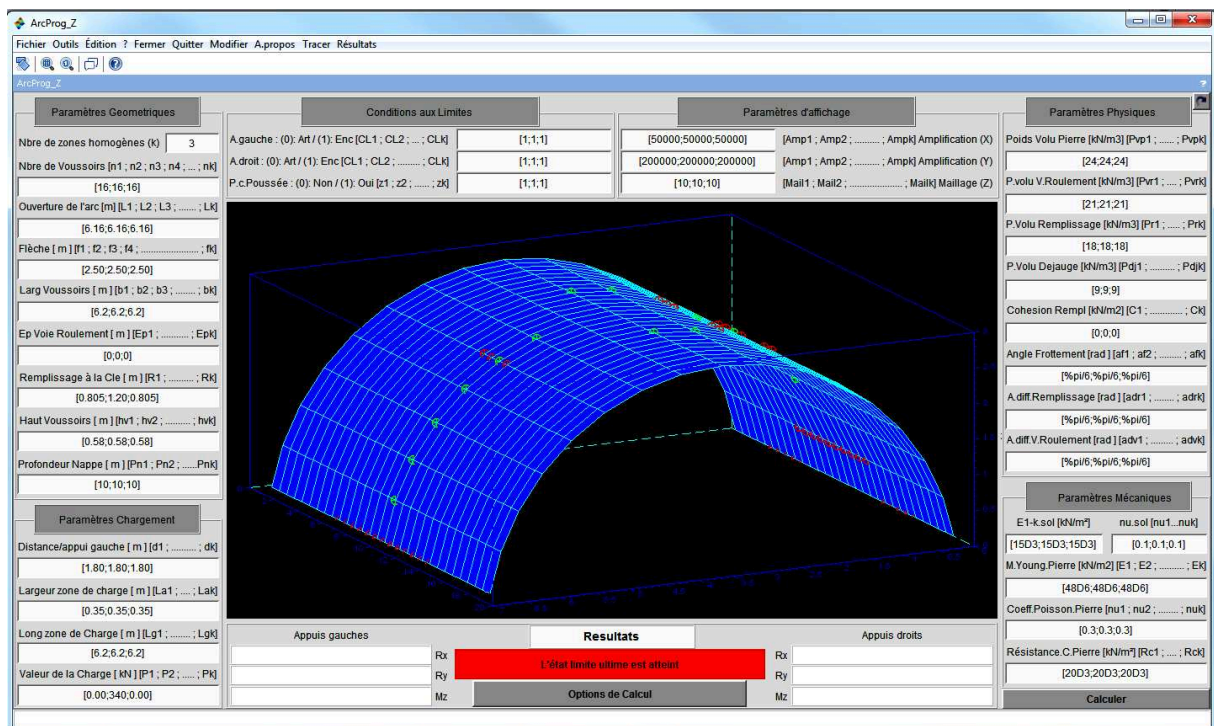 ArcProg_Z
Fichier Outils Édition ? Fermer Quitter Modifier A.propos Tracer Résultats
ArcProg_Z
?
Paramètres Geometriques
Nbre de zones homogènes (k) 3
Nbre de Voussoirs [n1 ; n2 ; n3 ; n4 ; ... ; nk]
[16;16;16]
Ouverture de l'arc [m] [L1 ; L2 ; L3 ; ....... ; Lk]
[6.16;6.16;6.16]
Flèche [ m ] [f1 ; f2 ; f3 ; f4 ; ...................... ; fk]
[2.50;2.50;2.50]
Larg Voussoirs [ m ] [b1 ; b2 ; b3 ; ........ ; bk]
[6.2;6.2;6.2]
Ep Voie Roulement [ m ] [Ep1 ; .......... ; Epk]
[0;0;0]
Remplissage à la Cle [ m ] [R1 ; ......... ; Rk]
[0.805;1.20;0.805]
Haut Voussoirs [ m ] [hv1 ; hv2 ; ......... ; hvk]
[0.58;0.58;0.58]
Profondeur Nappe [ m ] [Pn1 ; Pn2 ; ......Pnk]
[10;10;10]
Paramètres Chargement
Distance/appui gauche [ m ] [d1 ; .......... ; dk]
[1.80;1.80;1.80]
Largeur zone de charge [ m ] [La1 ; .... ; Lak]
[0.35;0.35;0.35]
Long zone de Charge [ m ] [Lg1 ; ........ ; Lgk]
[6.2;6.2;6.2]
Valeur de la Charge [ kN ] [P1 ; P2 ; ..... ; Pk]
[0.00;340;0.00]
Conditions aux Limites
A.gauche : (0): Art / (1): Enc [CL1 ; CL2 ; ... ; CLk] [1;1;1]
A.droit : (0): Art / (1): Enc [CL1 ; CL2 ; ........ ; CLk] [1;1;1]
P.c.Poussée : (0): Non / (1): Oui [z1 ; z2 ; ...... ; zk] [1;1;1]
Paramètres d'affichage
[50000;50000;50000] [Amp1 ; Amp2 ; .......... ; Ampk] Amplification (X)
[200000;200000;200000] [Amp1 ; Amp2 ; .......... ; Ampk] Amplification (Y)
[10;10;10] [Mail1 ; Mail2 ; ...................... ; Mailk] Maillage (Z)
Appuis gauches
Rx
Ry
Mz
Resultats
L'état limite ultime est atteint
Options de Calcul
Appuis droits
Rx
Ry
Mz
Paramètres Physiques
Poids Volu Pierre [kN/m3] [Pvp1 ; ...... ; Pvpk]
[24;24;24]
P.volu V.Roulement [kN/m3] [Pvr1 ; .... ; Pvrk]
[21;21;21]
P.Volu Remplissage [kN/m3] [Pr1 ; ..... ; Prk]
[18;18;18]
P.Volu Dejauge [kN/m3] [Pdj1 ; .......... ; Pdjk]
[9;9;9]
Cohesion Rempl [kN/m2] [C1 ; ............ ; Ck]
[0;0;0]
Angle Frottement [rad ] [af1 ; af2 ; ........ ; afk]
[%pi/6;%pi/6;%pi/6]
A.diff.Remplissage [rad ] [adr1 ; ........ ; adrk]
[%pi/6;%pi/6;%pi/6]
A.diff.V.Roulement [rad ] [adv1 ; ....... ; advk]
[%pi/6;%pi/6;%pi/6]
Paramètres Mécaniques
E1-k.sol [kN/m²] nu.sol [nu1...nuk]
[15D3;15D3;15D3] [0.1;0.1;0.1]
M.Young.Pierre [kN/m2] [E1 ; E2 ; ......... ; Ek]
[48D6;48D6;48D6]
Coeff.Poisson.Pierre [nu1 ; nu2 ; ....... ; nuk]
[0.3;0.3;0.3]
Résistance.C.Pierre [kN/m²] [Rc1 ; .... ; Rck]
[20D3;20D3;20D3]
Calculer